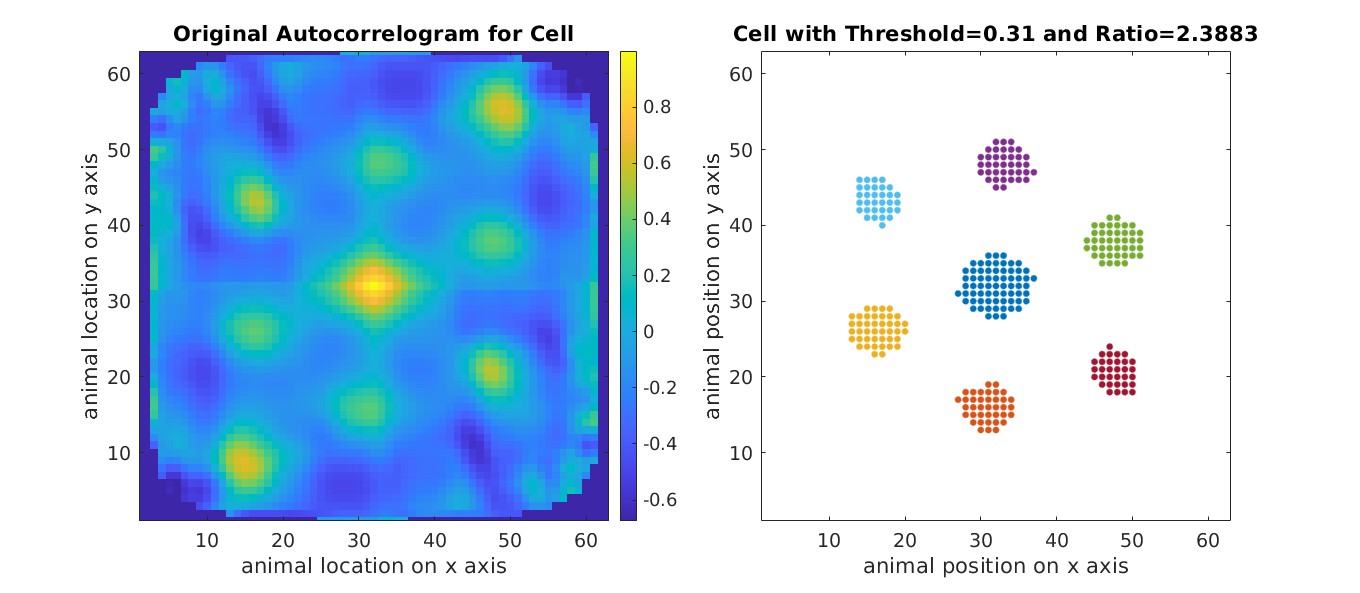 Original Autocorrelogram for Cell
60
50
40
30
20
10
10 20 30 40 50 60
animal location on x axis
animal location on y axis
0.8
0.6
0.4
0.2
0
-0.2
-0.4
-0.6
Cell with Threshold=0.31 and Ratio=2.3883
60
50
40
30
20
10
10 20 30 40 50 60
animal position on x axis
animal position on y axis